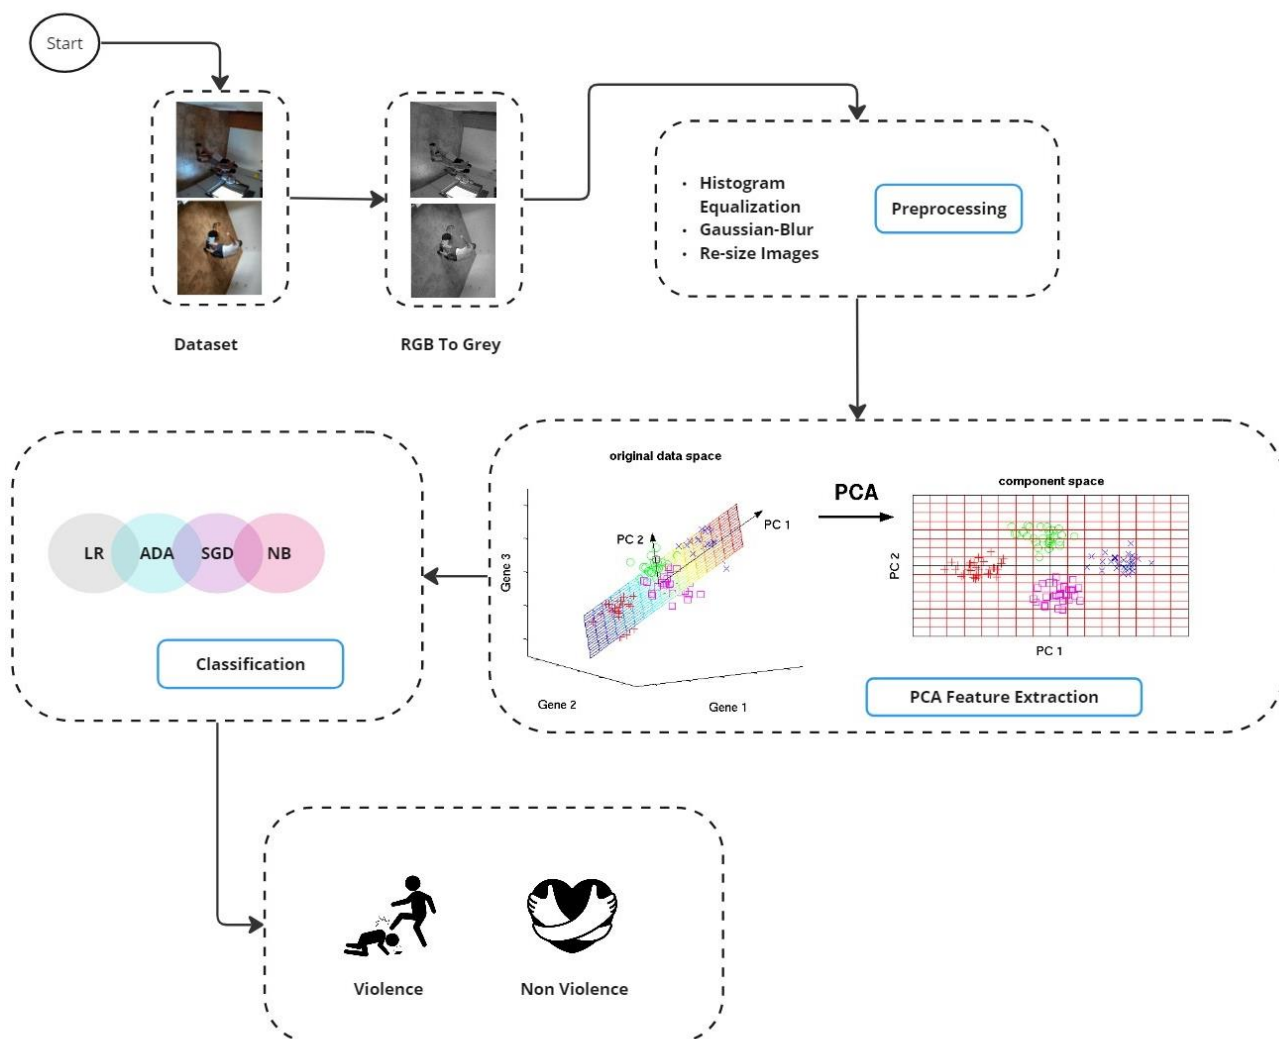 Start
Dataset
RGB To Grey
• Histogram
Equalization
• Gaussian-Blur
• Re-size Images
Preprocessing
original data space
PC 1
PC 2
Gene 3
Gene 2
Gene 1
PCA
component space
PC 2
PC 1
PCA Feature Extraction
LR ADA SGD NB
Classification
Violence
Non Violence